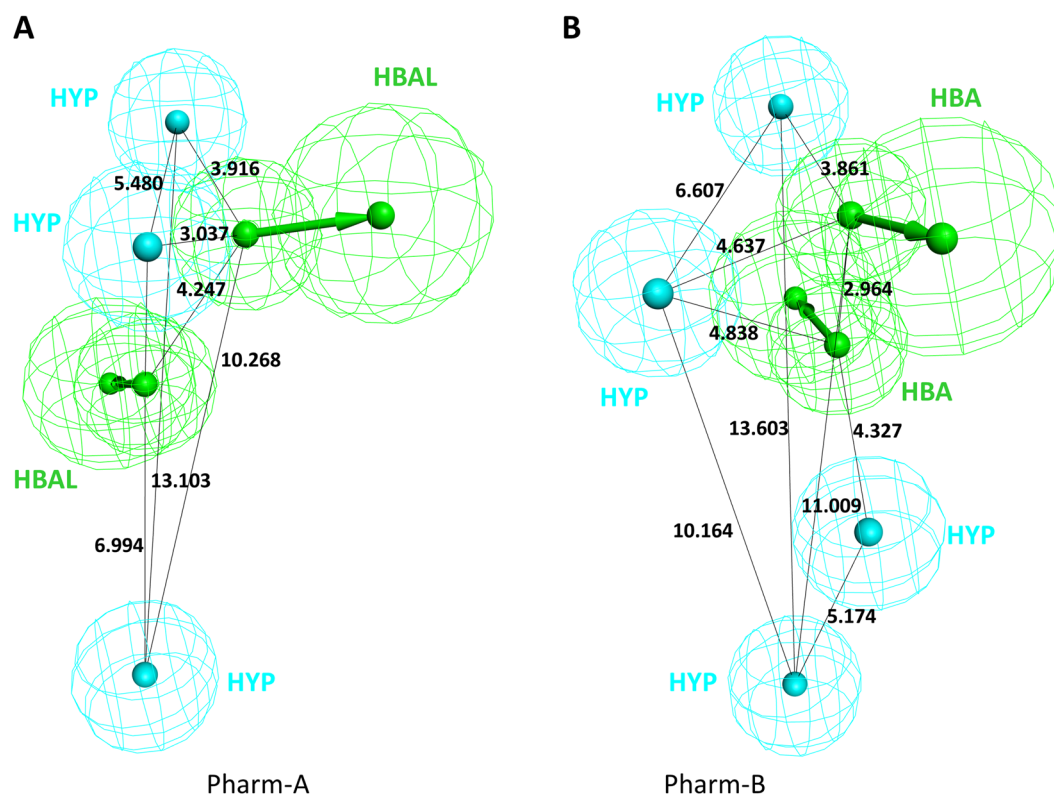 A
HYP
HBAL
5.480
3.916
HYP
3.037
4.247
10.268
HBAL
13.103
6.994
HYP
Pharm-A
B
HYP
HBA
3.861
6.607
4.637
2.964
4.838
HYP
HBA
13.603
4.327
11.009
10.164
HYP
5.174
HYP
Pharm-B